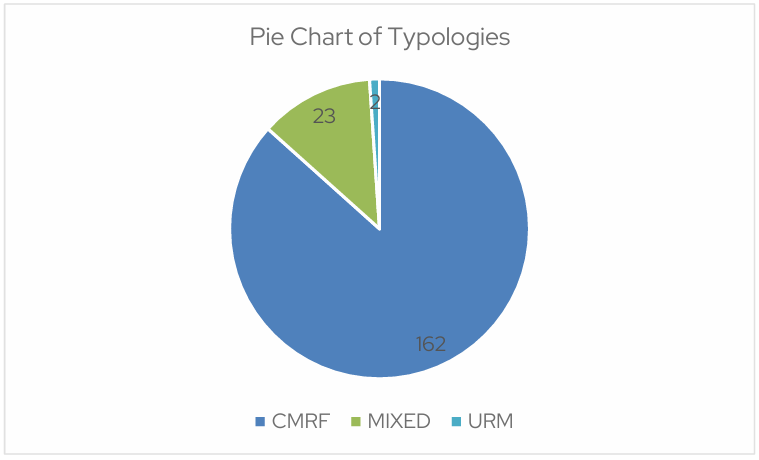 Pie Chart of Typologies
2
23
162
CMRF MIXED URM